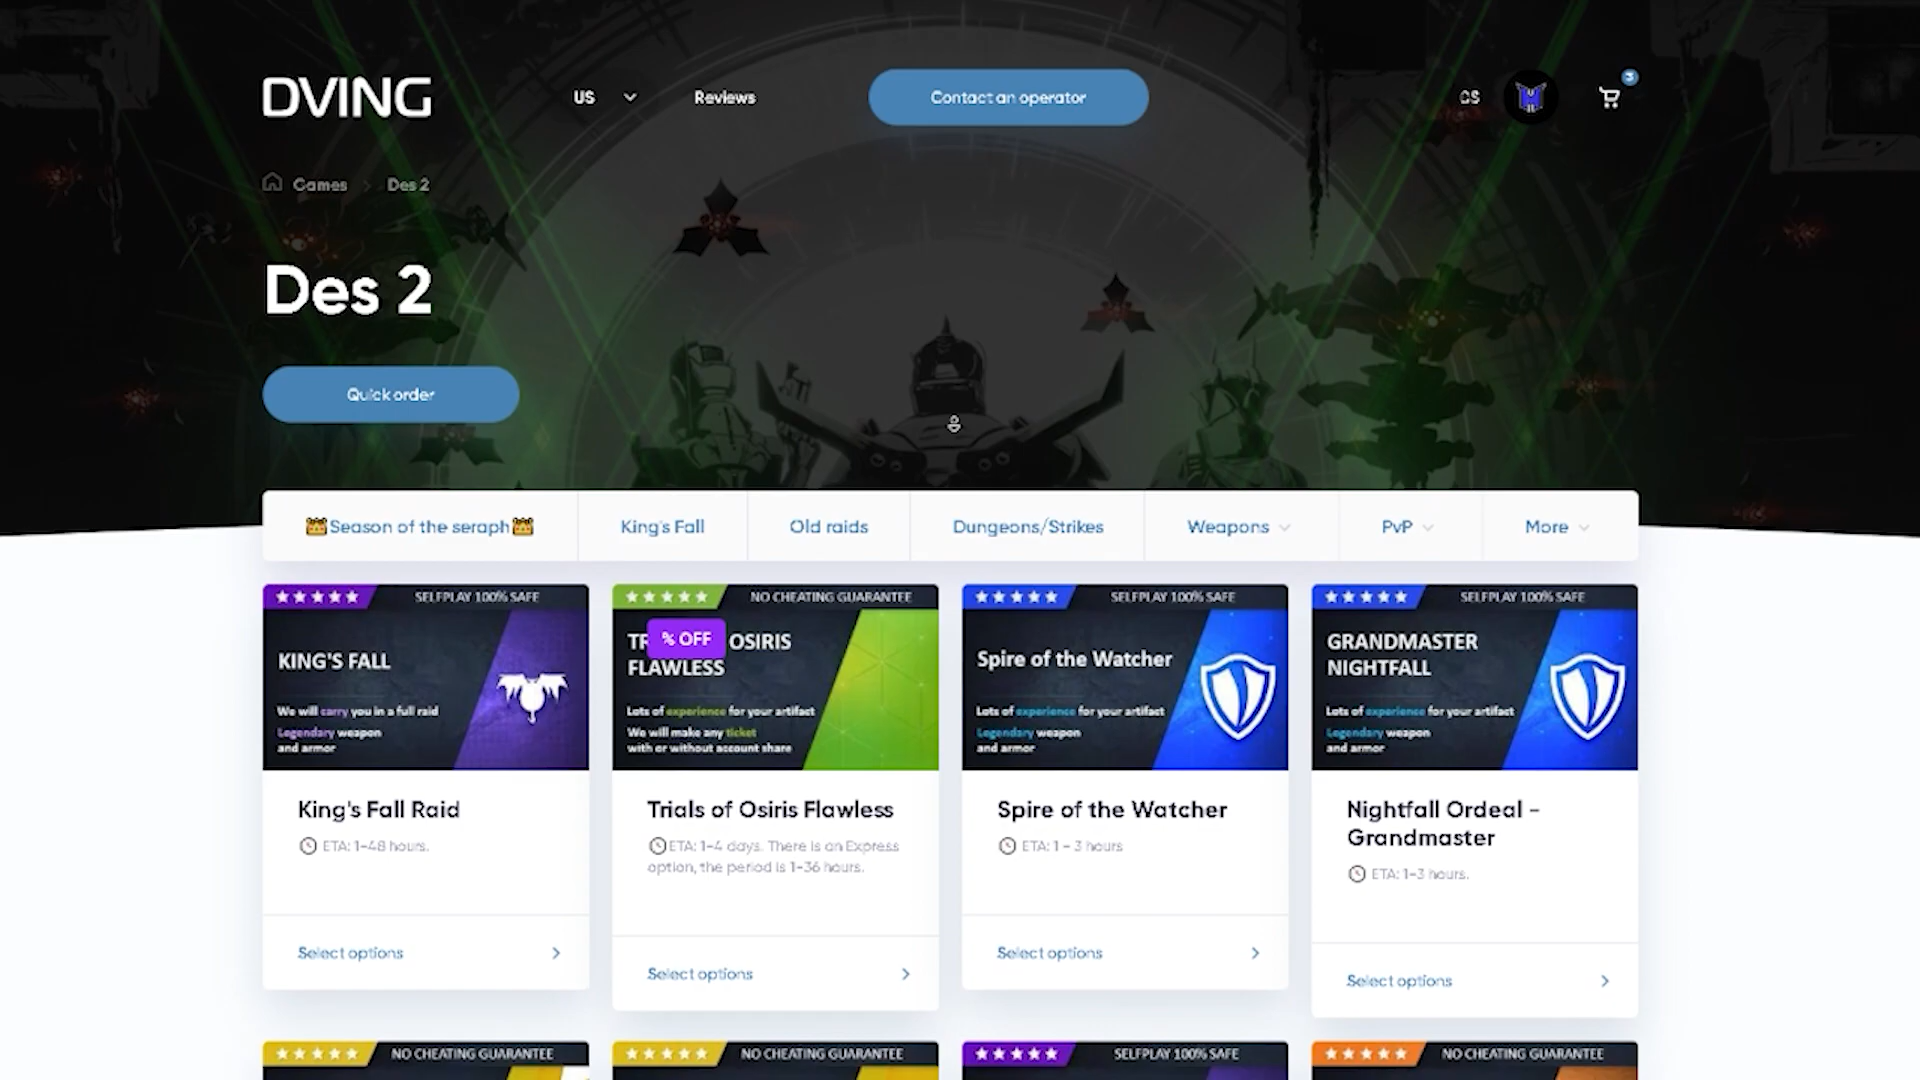 DVING
US
Reviews
Contact an operator
GS
3
Games
Des 2
Des 2
Quick order
Season of the seraph
King's Fall
Old raids
Dungeons/Strikes
Weapons
PvP
More
SELFPLAY 100% SAFE
KING'S FALL
We will carry you in a full raid
Legendary weapon
and armor
King's Fall Raid
ETA: 1-48 hours.
Select options
NO CHEATING GUARANTEE
% OFF
OSIRIS
FLAWLESS
Lots of experience for your artifact
We will make any ticket
with or without account share
Trials of Osiris Flawless
ETA: 1-4 days. There is an Express
option, the period is 1-36 hours.
Select options
SELFPLAY 100% SAFE
Spire of the Watcher
Lots of experience for your artifact
Legendary weapon
and armor
Spire of the Watcher
ETA: 1 - 3 hours
Select options
SELFPLAY 100% SAFE
GRANDMASTER
NIGHTFALL
Lots of experience for your artifact
Legendary weapon
and armor
Nightfall Ordeal -
Grandmaster
ETA: 1-3 hours.
Select options
NO CHEATING GUARANTEE
NO CHEATING GUARANTEE
SELFPLAY 100% SAFE
NO CHEATING GUARANTEE